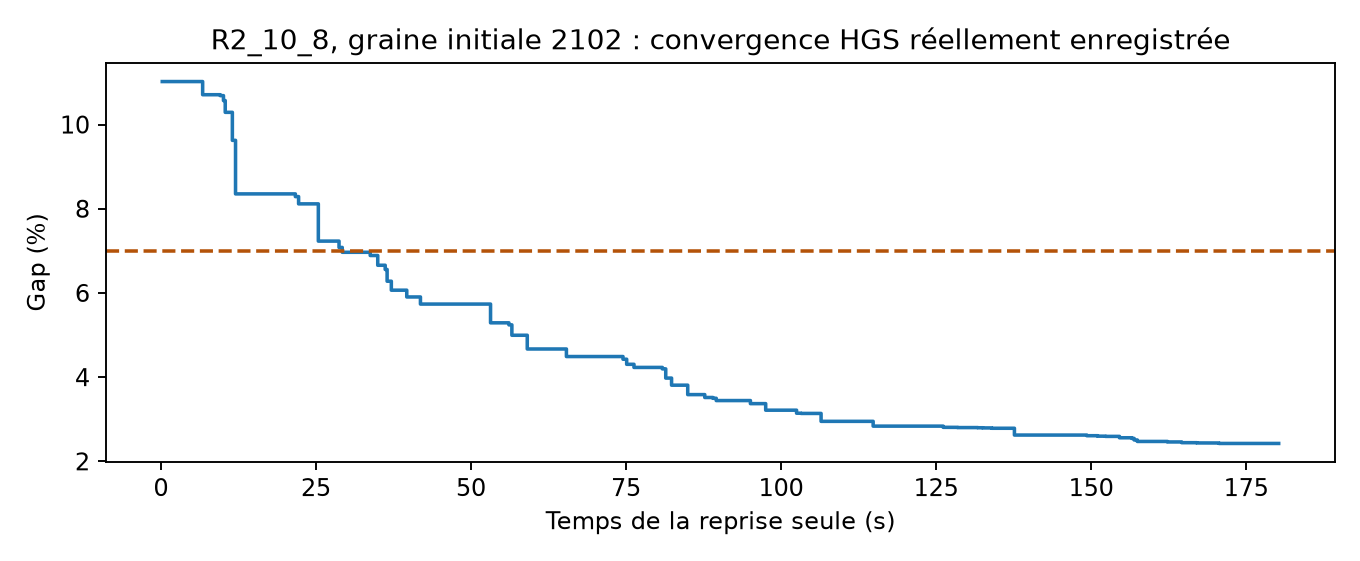 R2_10_8, graine initiale 2102 : convergence HGS réellement enregistrée
Gap (%)
10
8
6
4
2
0 25 50 75 100 125 150 175
Temps de la reprise seule (s)